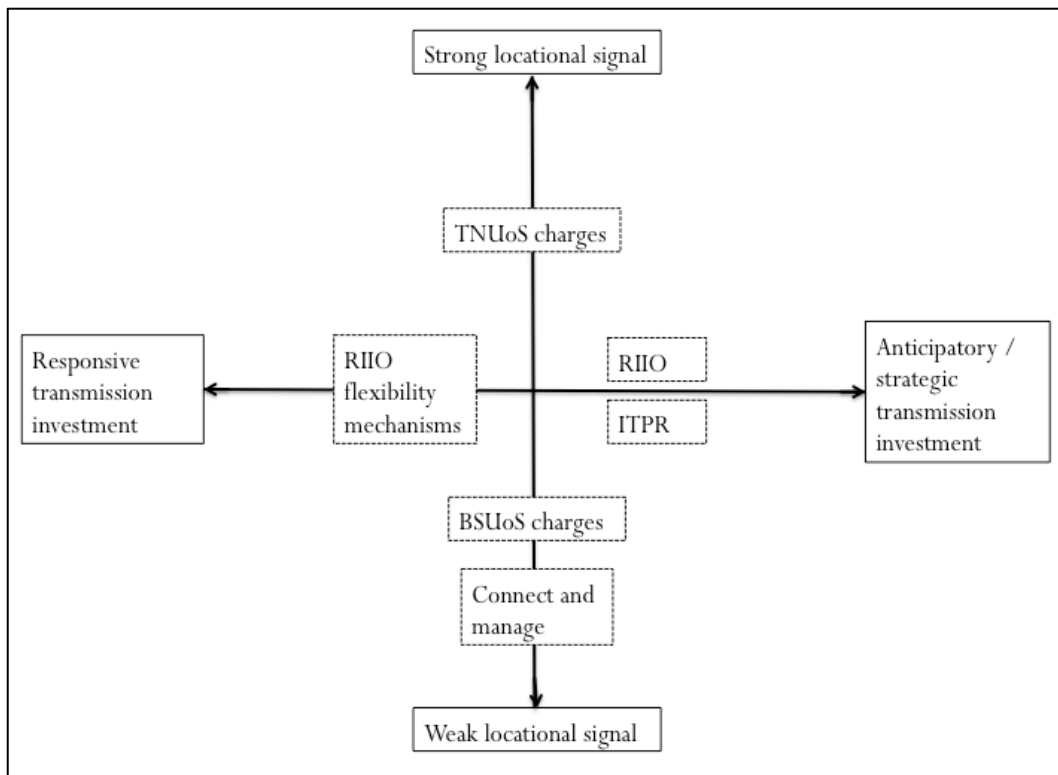 Strong locational signal
TNUoS charges
Responsive
transmission
investment
RIIO
flexibility
mechanisms
RIIO
ITPR
Anticipatory /
strategic
transmission
investment
BSUoS charges
Connect and
manage
Weak locational signal